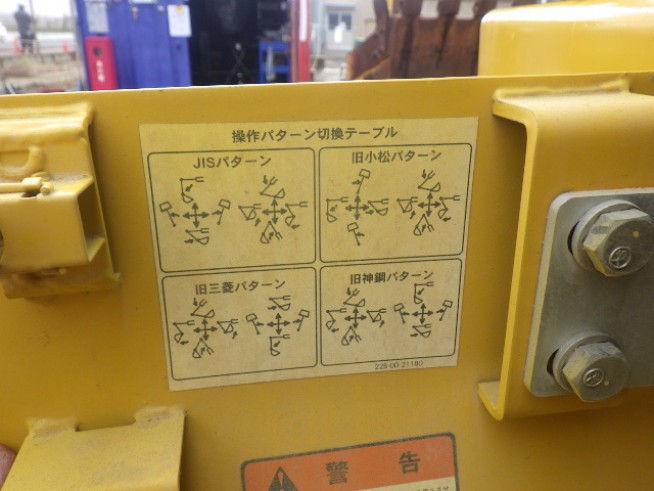 操作パターン切換テーブル
JISパターン
旧小松パターン
旧三菱パターン
旧神鋼パターン
226-00-21180
警告